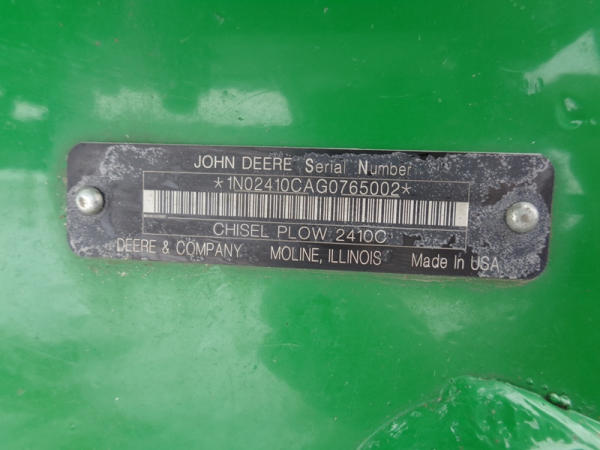 JOHN DEERE Serial Number
*1N02410CAG0765002*
CHISEL PLOW 2410C
DEERE & COMPANY MOLINE, ILLINOIS Made In USA